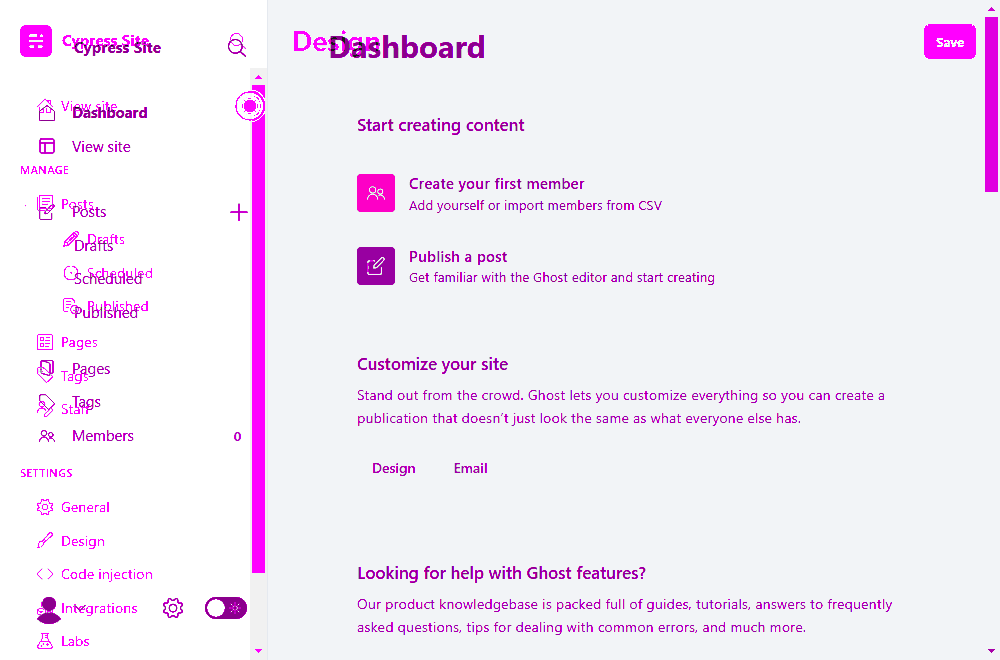 Cypress Site
Cypress Site
Design
Dashboard
Save
View site
Dashboard
View site
MANAGE
Posts
Posts
Drafts
Drafts
Scheduled
Scheduled
Published
Published
Pages
Pages
Tags
Tags
Staff
Members 0
SETTINGS
General
Design
Code injection
Integrations
Labs
Start creating content
Create your first member
Add yourself or import members from CSV
Publish a post
Get familiar with the Ghost editor and start creating
Customize your site
Stand out from the crowd. Ghost lets you customize everything so you can create a
publication that doesn’t just look the same as what everyone else has.
Design Email
Looking for help with Ghost features?
Our product knowledgebase is packed full of guides, tutorials, answers to frequently
asked questions, tips for dealing with common errors, and much more.